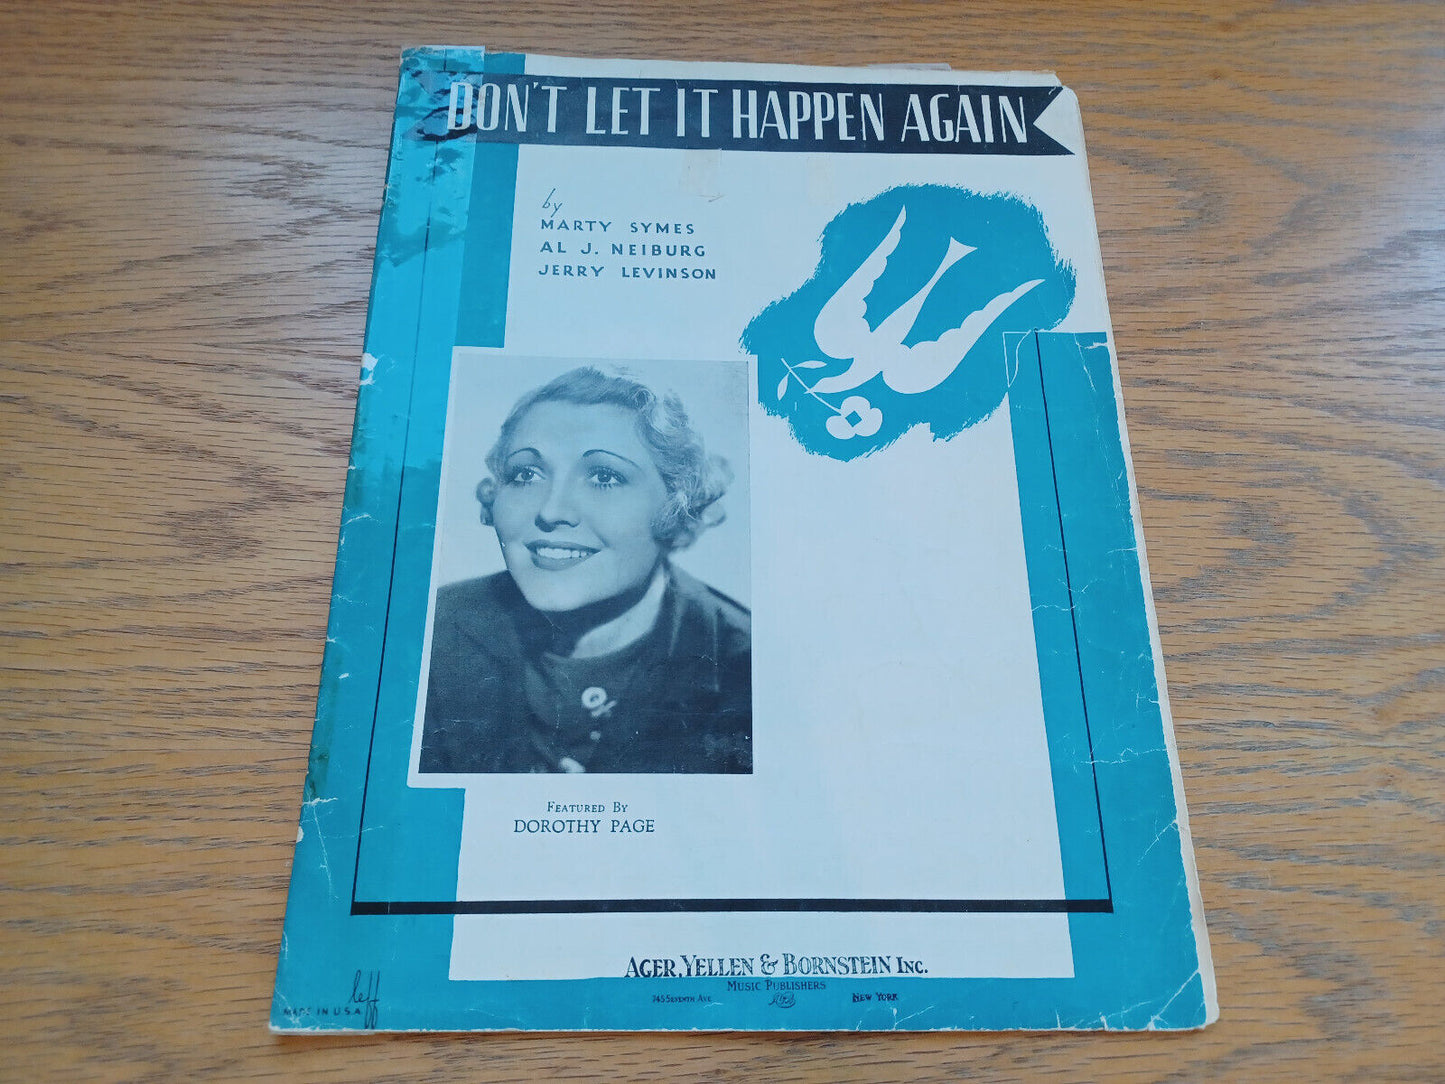 DON'T LET IT HAPPEN AGAIN
by
MARTY SYMES
AL J. NEIBURG
JERRY LEVINSON
FEATURED BY
DOROTHY PAGE
AGER, YELLEN & BORNSTEIN INC.
MUSIC PUBLISHERS
745 SEVENTH AVE. NEW YORK
leff
MADE IN U.S.A.